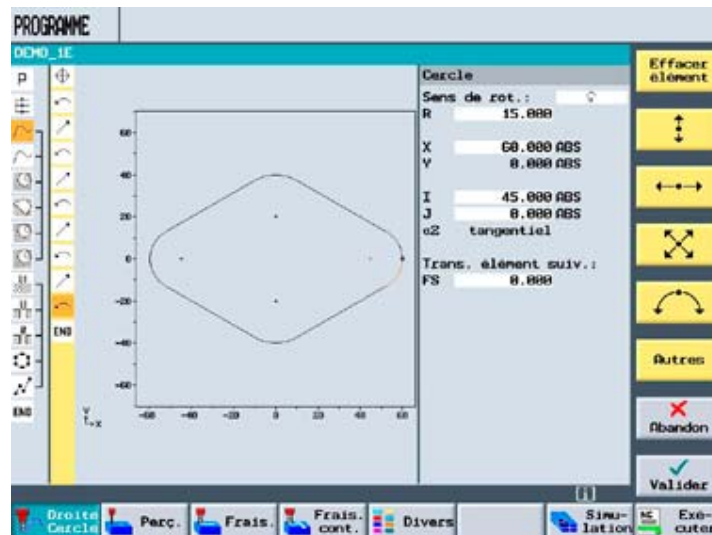 PROGRAMME
DEMO_1E
P
END
END
60
40
20
0
-20
-40
-60
-60
-40
-20
0
20
40
60
Y
X
Cercle
Sens de rot.:
R 15.000
X 60.000 ABS
Y 0.000 ABS
I 45.000 ABS
J 0.000 ABS
α2 tangentiel
Trans. élément suiv.:
FS 0.000
Effacer
élément
Autres
Abandon
Valider
Droite
Cercle
Perç.
Frais.
Frais.
cont.
Divers
Simu-
lation
NC
Exé-
cuter